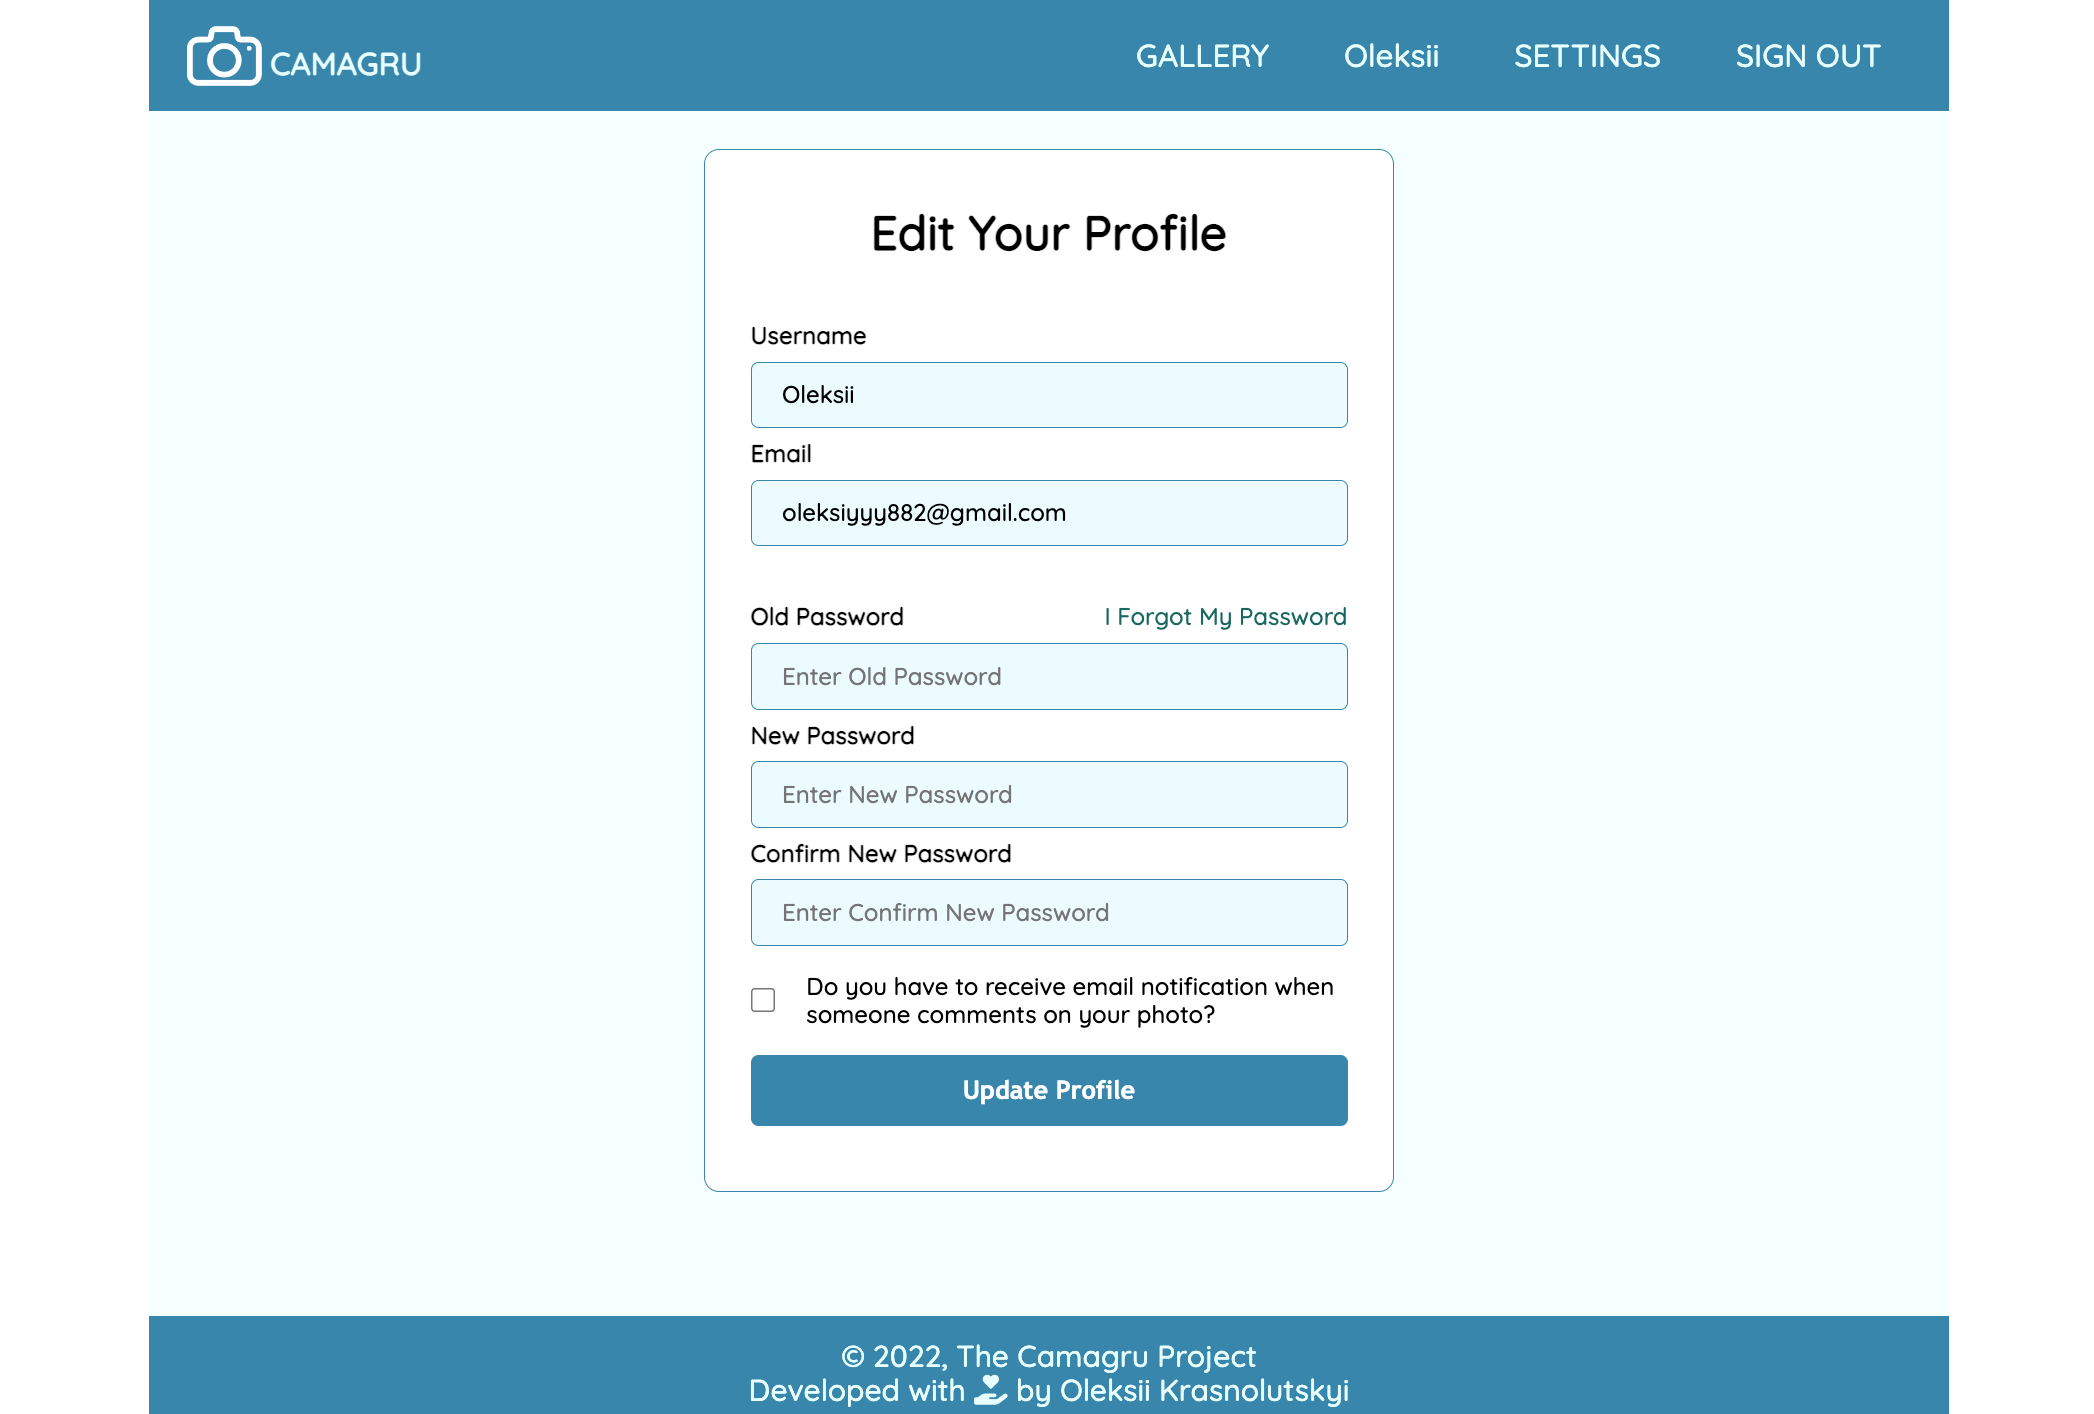 CAMAGRU
GALLERY
Oleksii
SETTINGS
SIGN OUT
Edit Your Profile
Username
Oleksii
Email
oleksiyyy882@gmail.com
Old Password
I Forgot My Password
Enter Old Password
New Password
Enter New Password
Confirm New Password
Enter Confirm New Password
Do you have to receive email notification when
someone comments on your photo?
Update Profile
© 2022, The Camagru Project
Developed with by Oleksii Krasnolutskyi